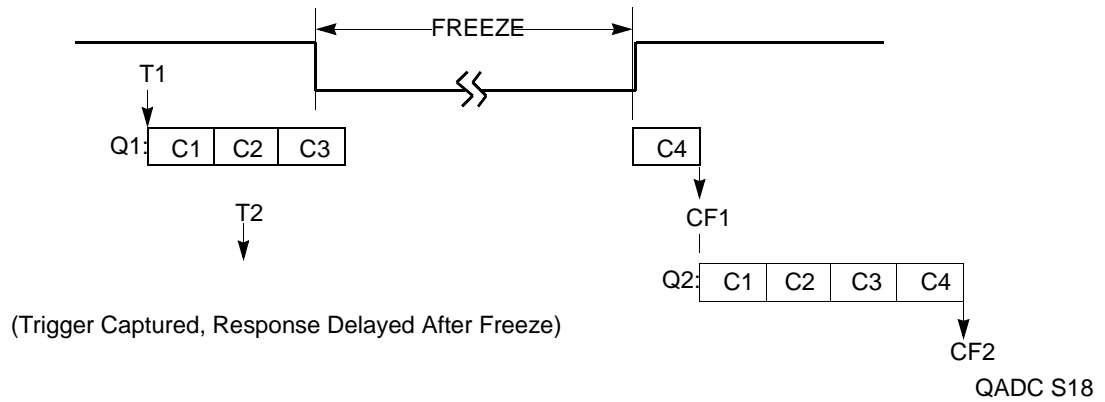 FREEZE
T1
Q1: C1 C2 C3 C4
T2
CF1
Q2: C1 C2 C3 C4
(Trigger Captured, Response Delayed After Freeze)
CF2
QADC S18